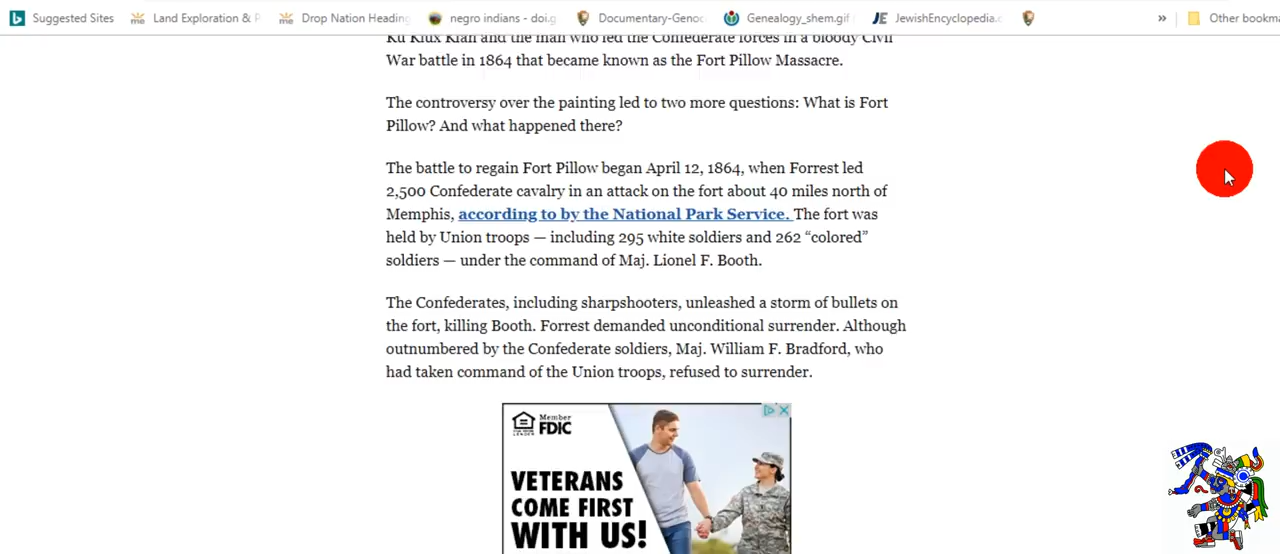 Suggested Sites
Land Exploration & P
Drop Nation Heading
negro indians - doi.g
Documentary-Genoc
Genealogy_shem.gif
JewishEncyclopedia.c
»
Other bookma
Ku Klux Klan and the man who led the Confederate forces in a bloody Civil
War battle in 1864 that became known as the Fort Pillow Massacre.
The controversy over the painting led to two more questions: What is Fort
Pillow? And what happened there?
The battle to regain Fort Pillow began April 12, 1864, when Forrest led
2,500 Confederate cavalry in an attack on the fort about 40 miles north of
Memphis, according to by the National Park Service. The fort was
held by Union troops — including 295 white soldiers and 262 “colored”
soldiers — under the command of Maj. Lionel F. Booth.
The Confederates, including sharpshooters, unleashed a storm of bullets on
the fort, killing Booth. Forrest demanded unconditional surrender. Although
outnumbered by the Confederate soldiers, Maj. William F. Bradford, who
had taken command of the Union troops, refused to surrender.
Member
FDIC
VETERANS
COME FIRST
WITH US!